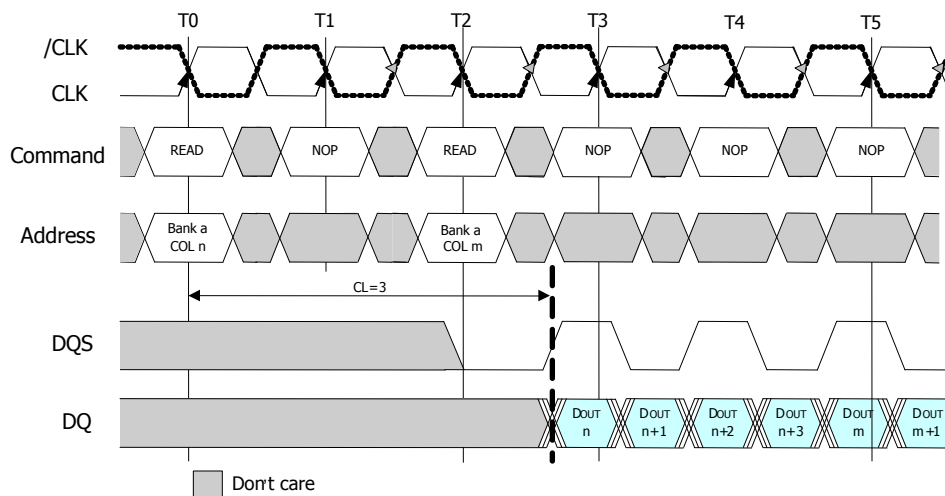 T0 T1 T2 T3 T4 T5
/CLK
CLK
Command READ NOP READ NOP NOP NOP
Address Bank a Bank a
COL n COL m
CL=3
DQS
DQ DOUT DOUT DOUT DOUT DOUT DOUT
n n+1 n+2 n+3 m m+1
Don't care